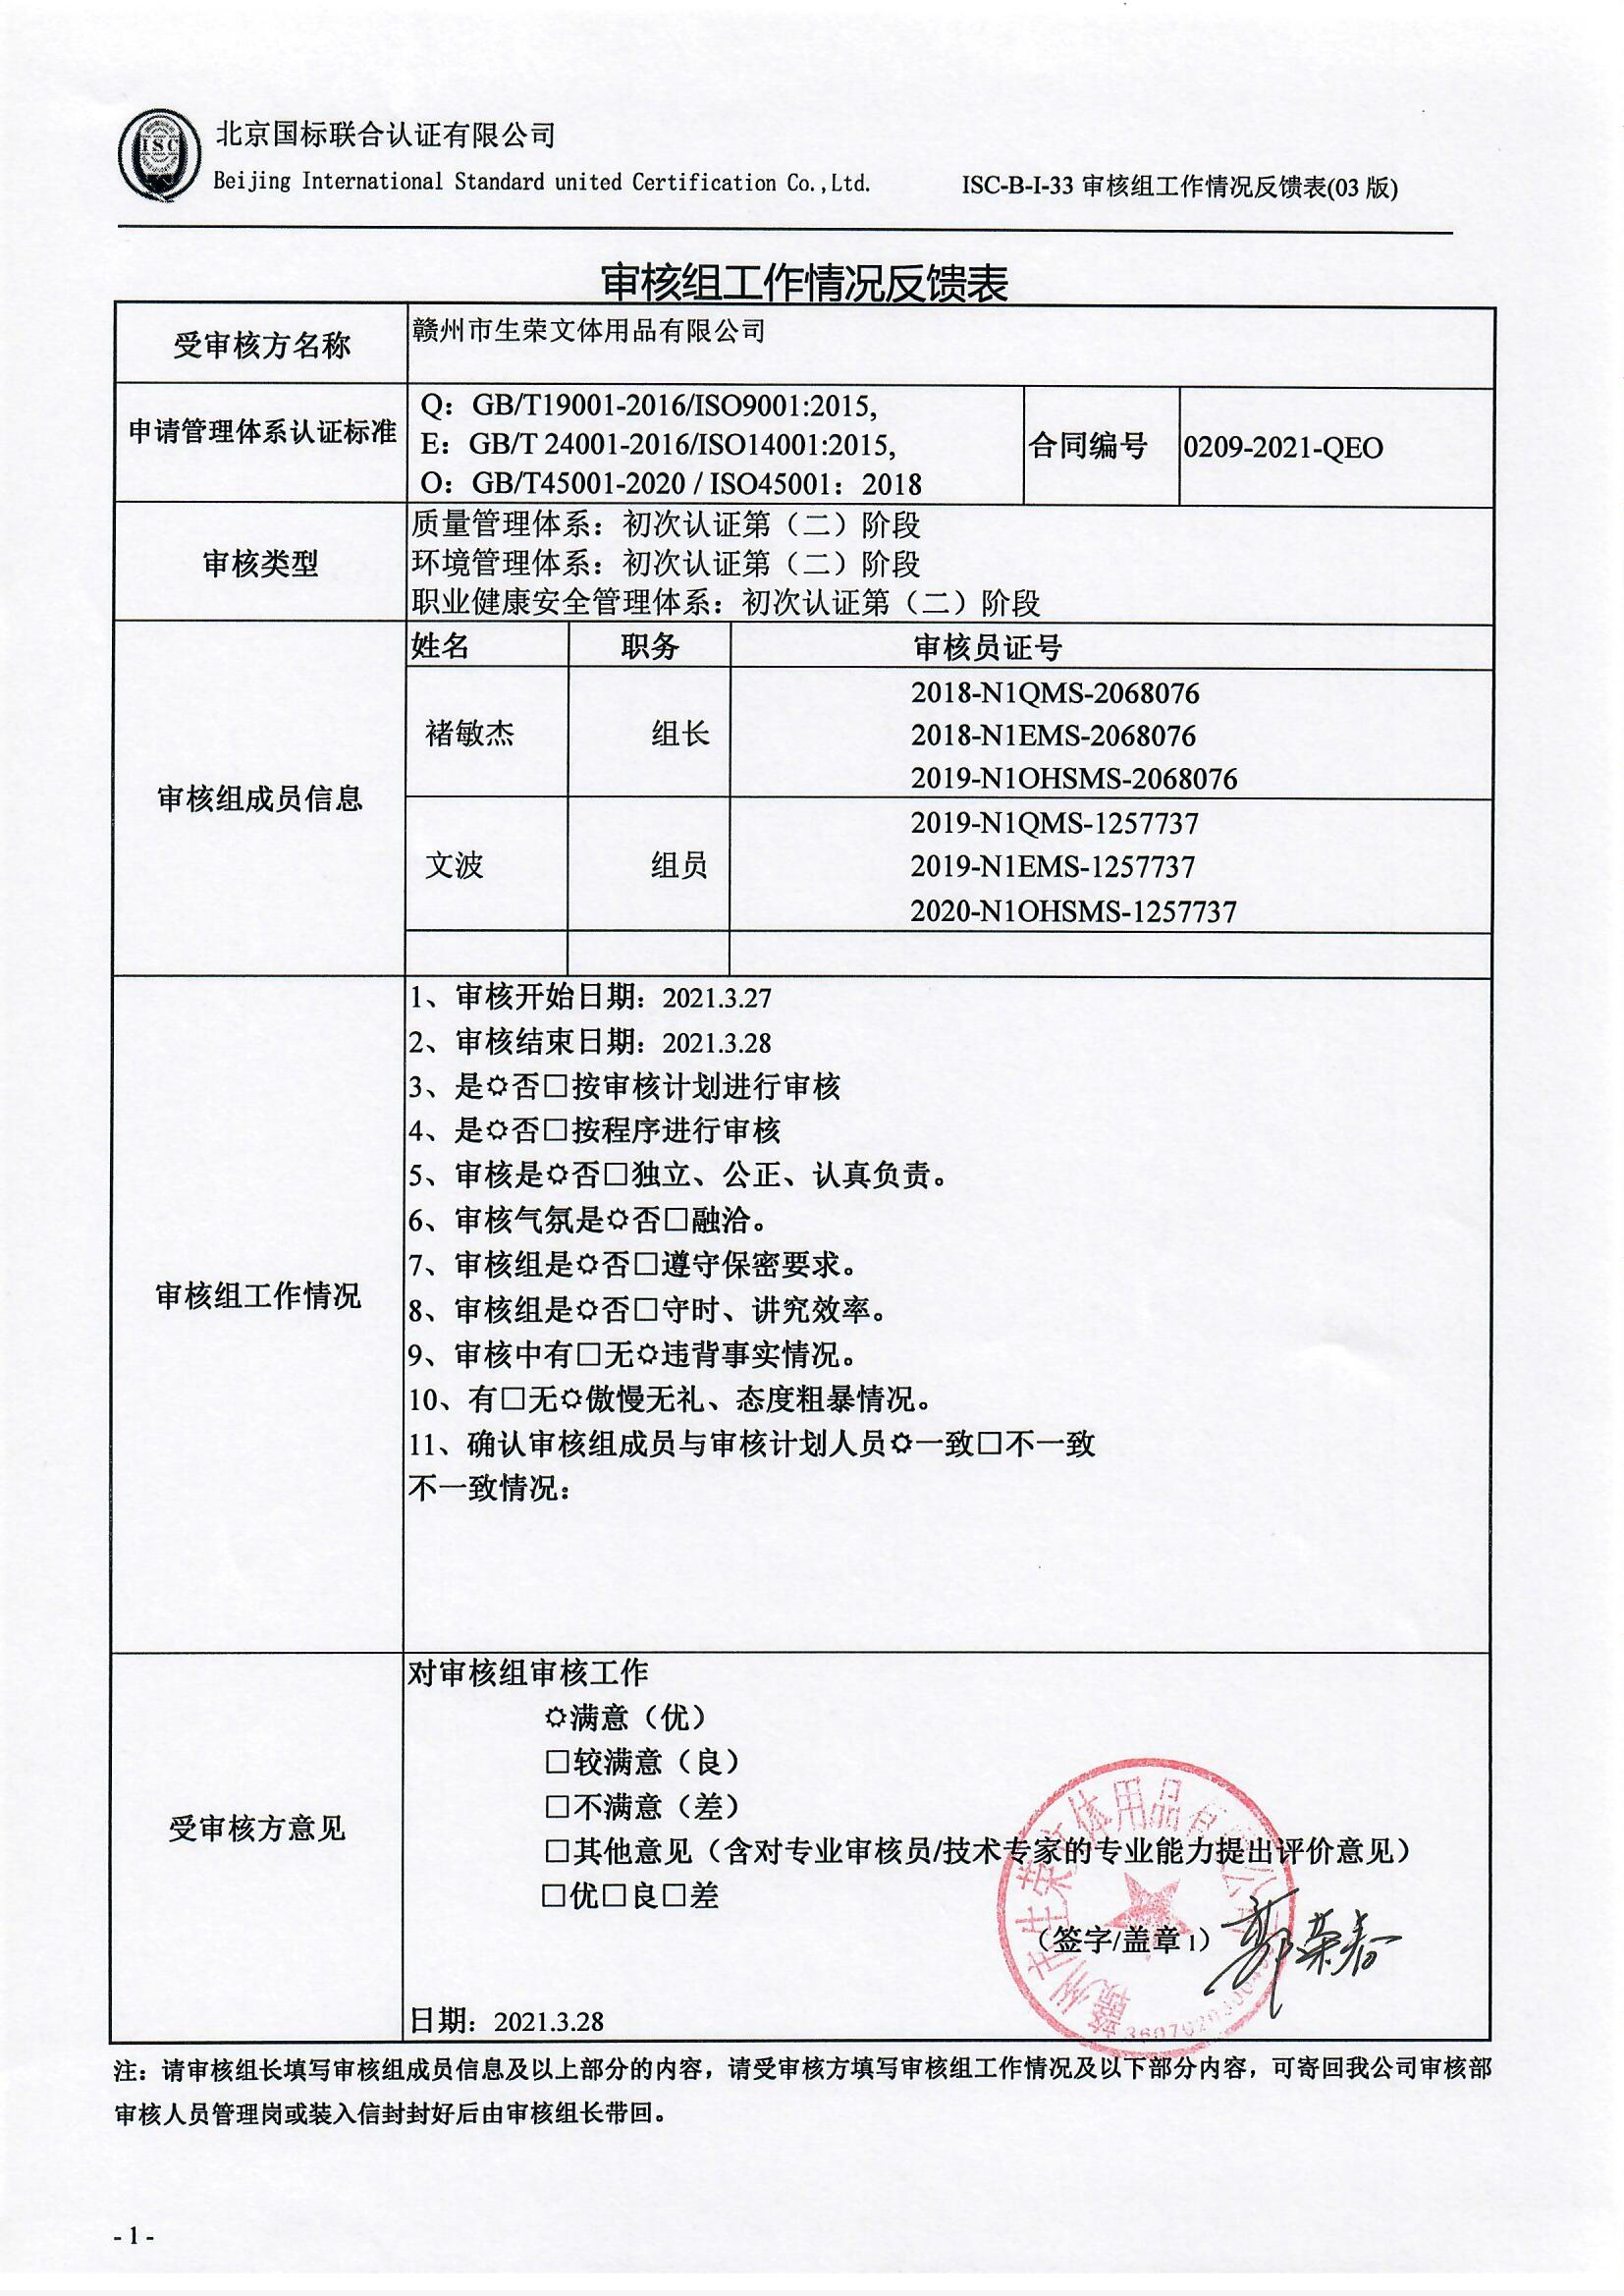 ISC
北京国标联合认证有限公司
Beijing International Standard united Certification Co.,Ltd.
ISC-B-I-33 审核组工作情况反馈表(03 版)
审核组工作情况反馈表
受审核方名称
赣州市生荣文体用品有限公司
申请管理体系认证标准
Q：GB/T19001-2016/ISO9001:2015,
E：GB/T 24001-2016/ISO14001:2015,
O：GB/T45001-2020 / ISO45001：2018
合同编号
0209-2021-QEO
审核类型
质量管理体系：初次认证第（二）阶段
环境管理体系：初次认证第（二）阶段
职业健康安全管理体系：初次认证第（二）阶段
审核组成员信息
姓名 职务 审核员证号
褚敏杰 组长
2018-N1QMS-2068076
2018-N1EMS-2068076
2019-N1OHSMS-2068076
文波 组员
2019-N1QMS-1257737
2019-N1EMS-1257737
2020-N1OHSMS-1257737
审核组工作情况
1、审核开始日期：2021.3.27
2、审核结束日期：2021.3.28
3、是✡否□按审核计划进行审核
4、是✡否□按程序进行审核
5、审核是✡否□独立、公正、认真负责。
6、审核气氛是✡否□融洽。
7、审核组是✡否□遵守保密要求。
8、审核组是✡否□守时、讲究效率。
9、审核中有□无✡违背事实情况。
10、有□无✡傲慢无礼、态度粗暴情况。
11、确认审核组成员与审核计划人员✡一致□不一致
不一致情况：
受审核方意见
对审核组审核工作
✡满意（优）
□较满意（良）
□不满意（差）
□其他意见（含对专业审核员/技术专家的专业能力提出评价意见）
□优□良□差
（签字/盖章 1）
日期：2021.3.28
注：请审核组长填写审核组成员信息及以上部分的内容，请受审核方填写审核组工作情况及以下部分内容，可寄回我公司审核部
审核人员管理岗或装入信封封好后由审核组长带回。
- 1 -